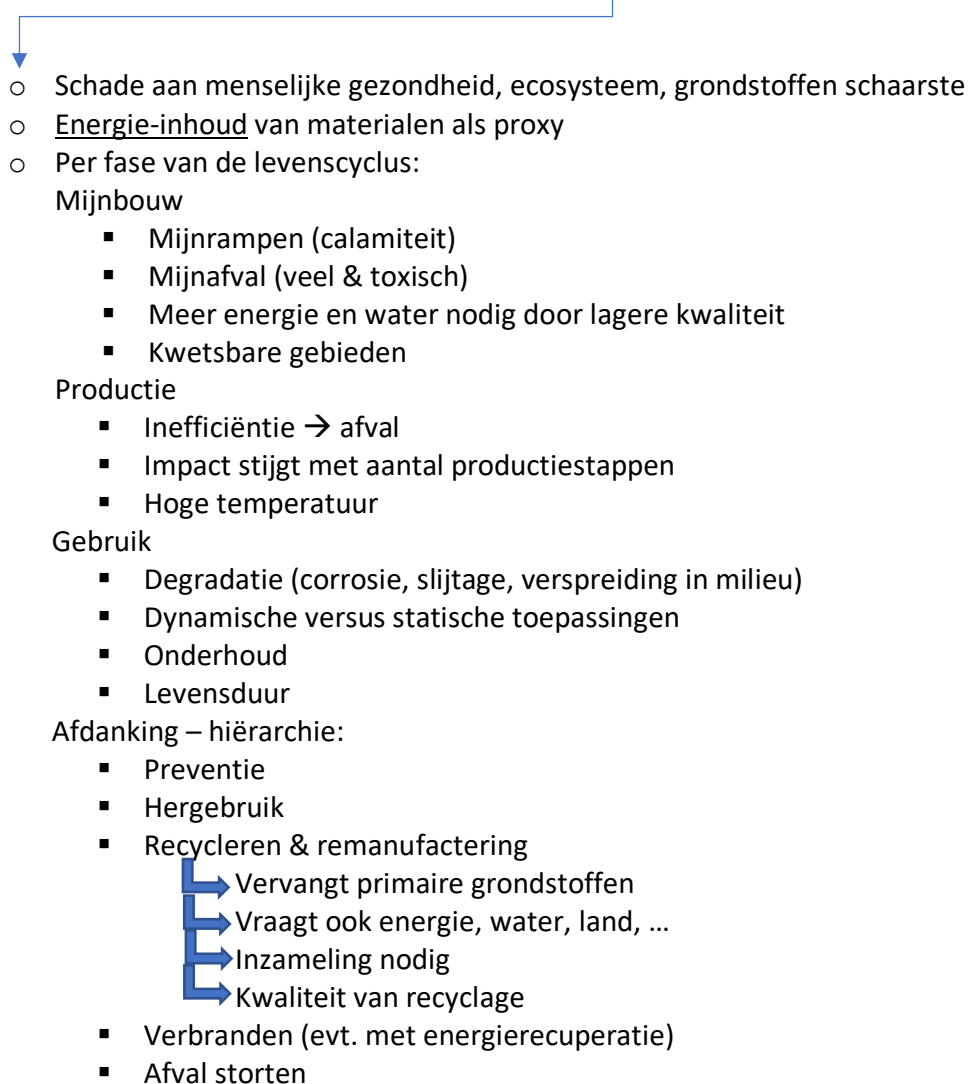 o Schade aan menselijke gezondheid, ecosysteem, grondstoffen schaarste
o Energie-inhoud van materialen als proxy
o Per fase van de levenscyclus:
Mijnbouw
▪ Mijnrampen (calamiteit)
▪ Mijnafval (veel & toxisch)
▪ Meer energie en water nodig door lagere kwaliteit
▪ Kwetsbare gebieden
Productie
▪ Inefficiëntie → afval
▪ Impact stijgt met aantal productiestappen
▪ Hoge temperatuur
Gebruik
▪ Degradatie (corrosie, slijtage, verspreiding in milieu)
▪ Dynamische versus statische toepassingen
▪ Onderhoud
▪ Levensduur
Afdanking – hiërarchie:
▪ Preventie
▪ Hergebruik
▪ Recycleren & remanufactering
Vervangt primaire grondstoffen
Vraagt ook energie, water, land, …
Inzameling nodig
Kwaliteit van recyclage
▪ Verbranden (evt. met energierecuperatie)
▪ Afval storten